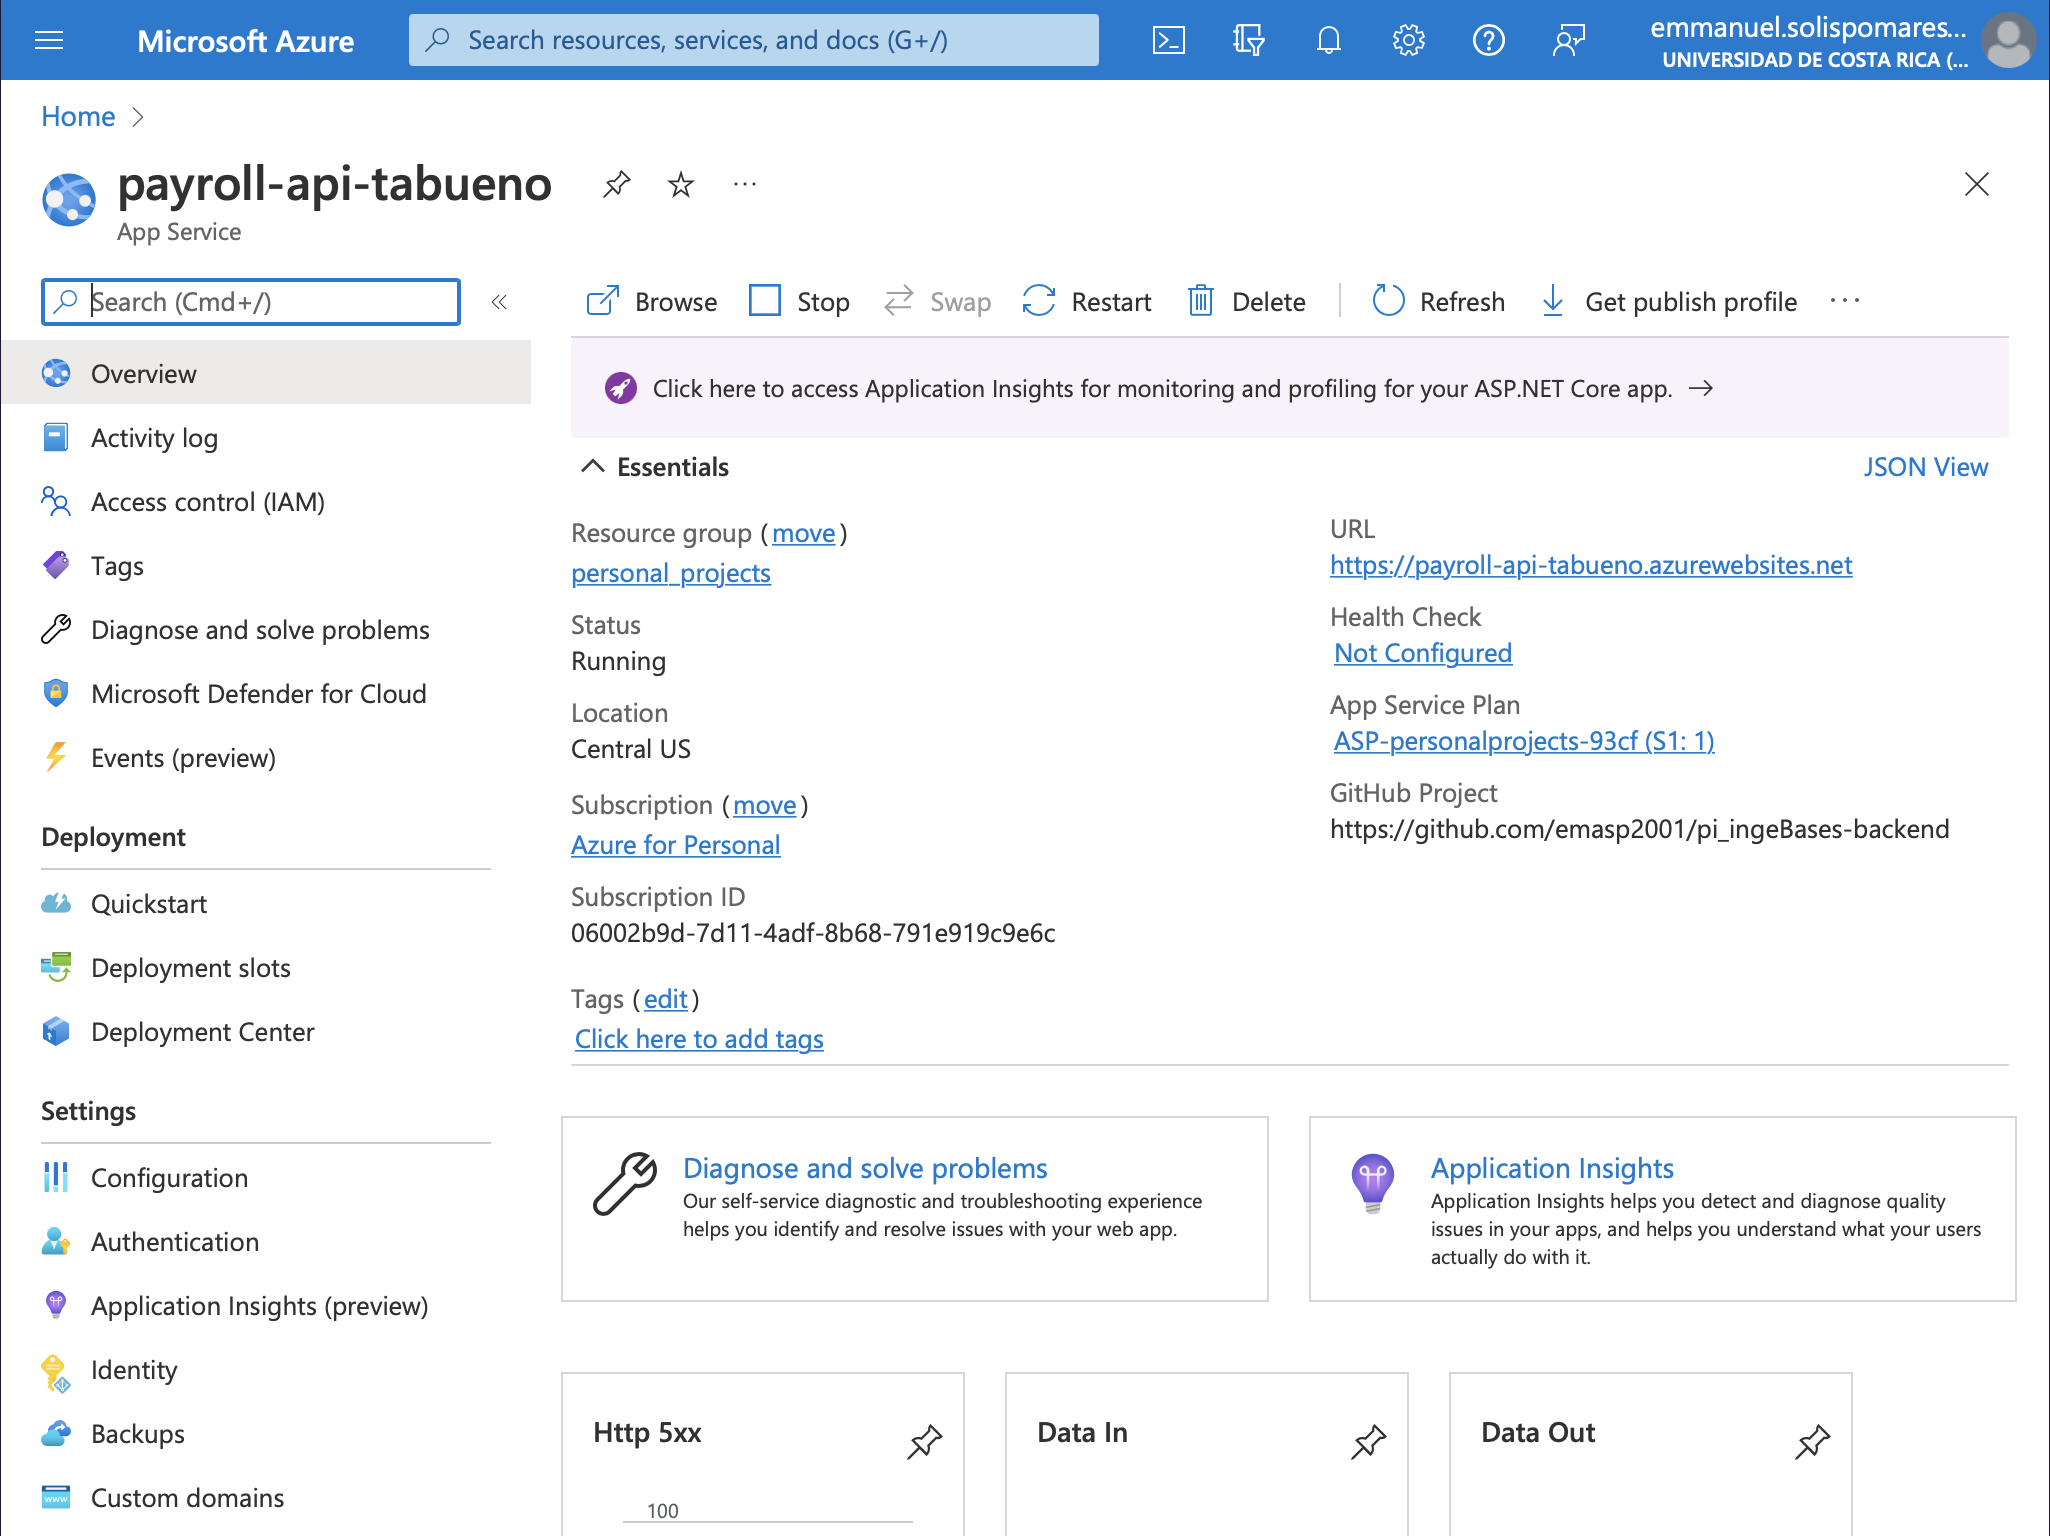 Microsoft Azure
Search resources, services, and docs (G+/)
emmanuel.solispomares...
UNIVERSIDAD DE COSTA RICA (...
Home
payroll-api-tabueno
...
App Service
Search (Cmd+/)
«
Overview
Activity log
Access control (IAM)
Tags
Diagnose and solve problems
Microsoft Defender for Cloud
Events (preview)
Deployment
Quickstart
Deployment slots
Deployment Center
Settings
Configuration
Authentication
Application Insights (preview)
Identity
Backups
Custom domains
Browse
Stop
Swap
Restart
Delete
Refresh
Get publish profile
...
Click here to access Application Insights for monitoring and profiling for your ASP.NET Core app. →
Essentials
JSON View
Resource group (move)
personal_projects
Status
Running
Location
Central US
Subscription (move)
Azure for Personal
Subscription ID
06002b9d-7d11-4adf-8b68-791e919c9e6c
Tags (edit)
Click here to add tags
URL
https://payroll-api-tabueno.azurewebsites.net
Health Check
Not Configured
App Service Plan
ASP-personalprojects-93cf (S1: 1)
GitHub Project
https://github.com/emasp2001/pi_ingeBases-backend
Diagnose and solve problems
Our self-service diagnostic and troubleshooting experience
helps you identify and resolve issues with your web app.
Application Insights
Application Insights helps you detect and diagnose quality
issues in your apps, and helps you understand what your users
actually do with it.
Http 5xx
100
Data In
Data Out